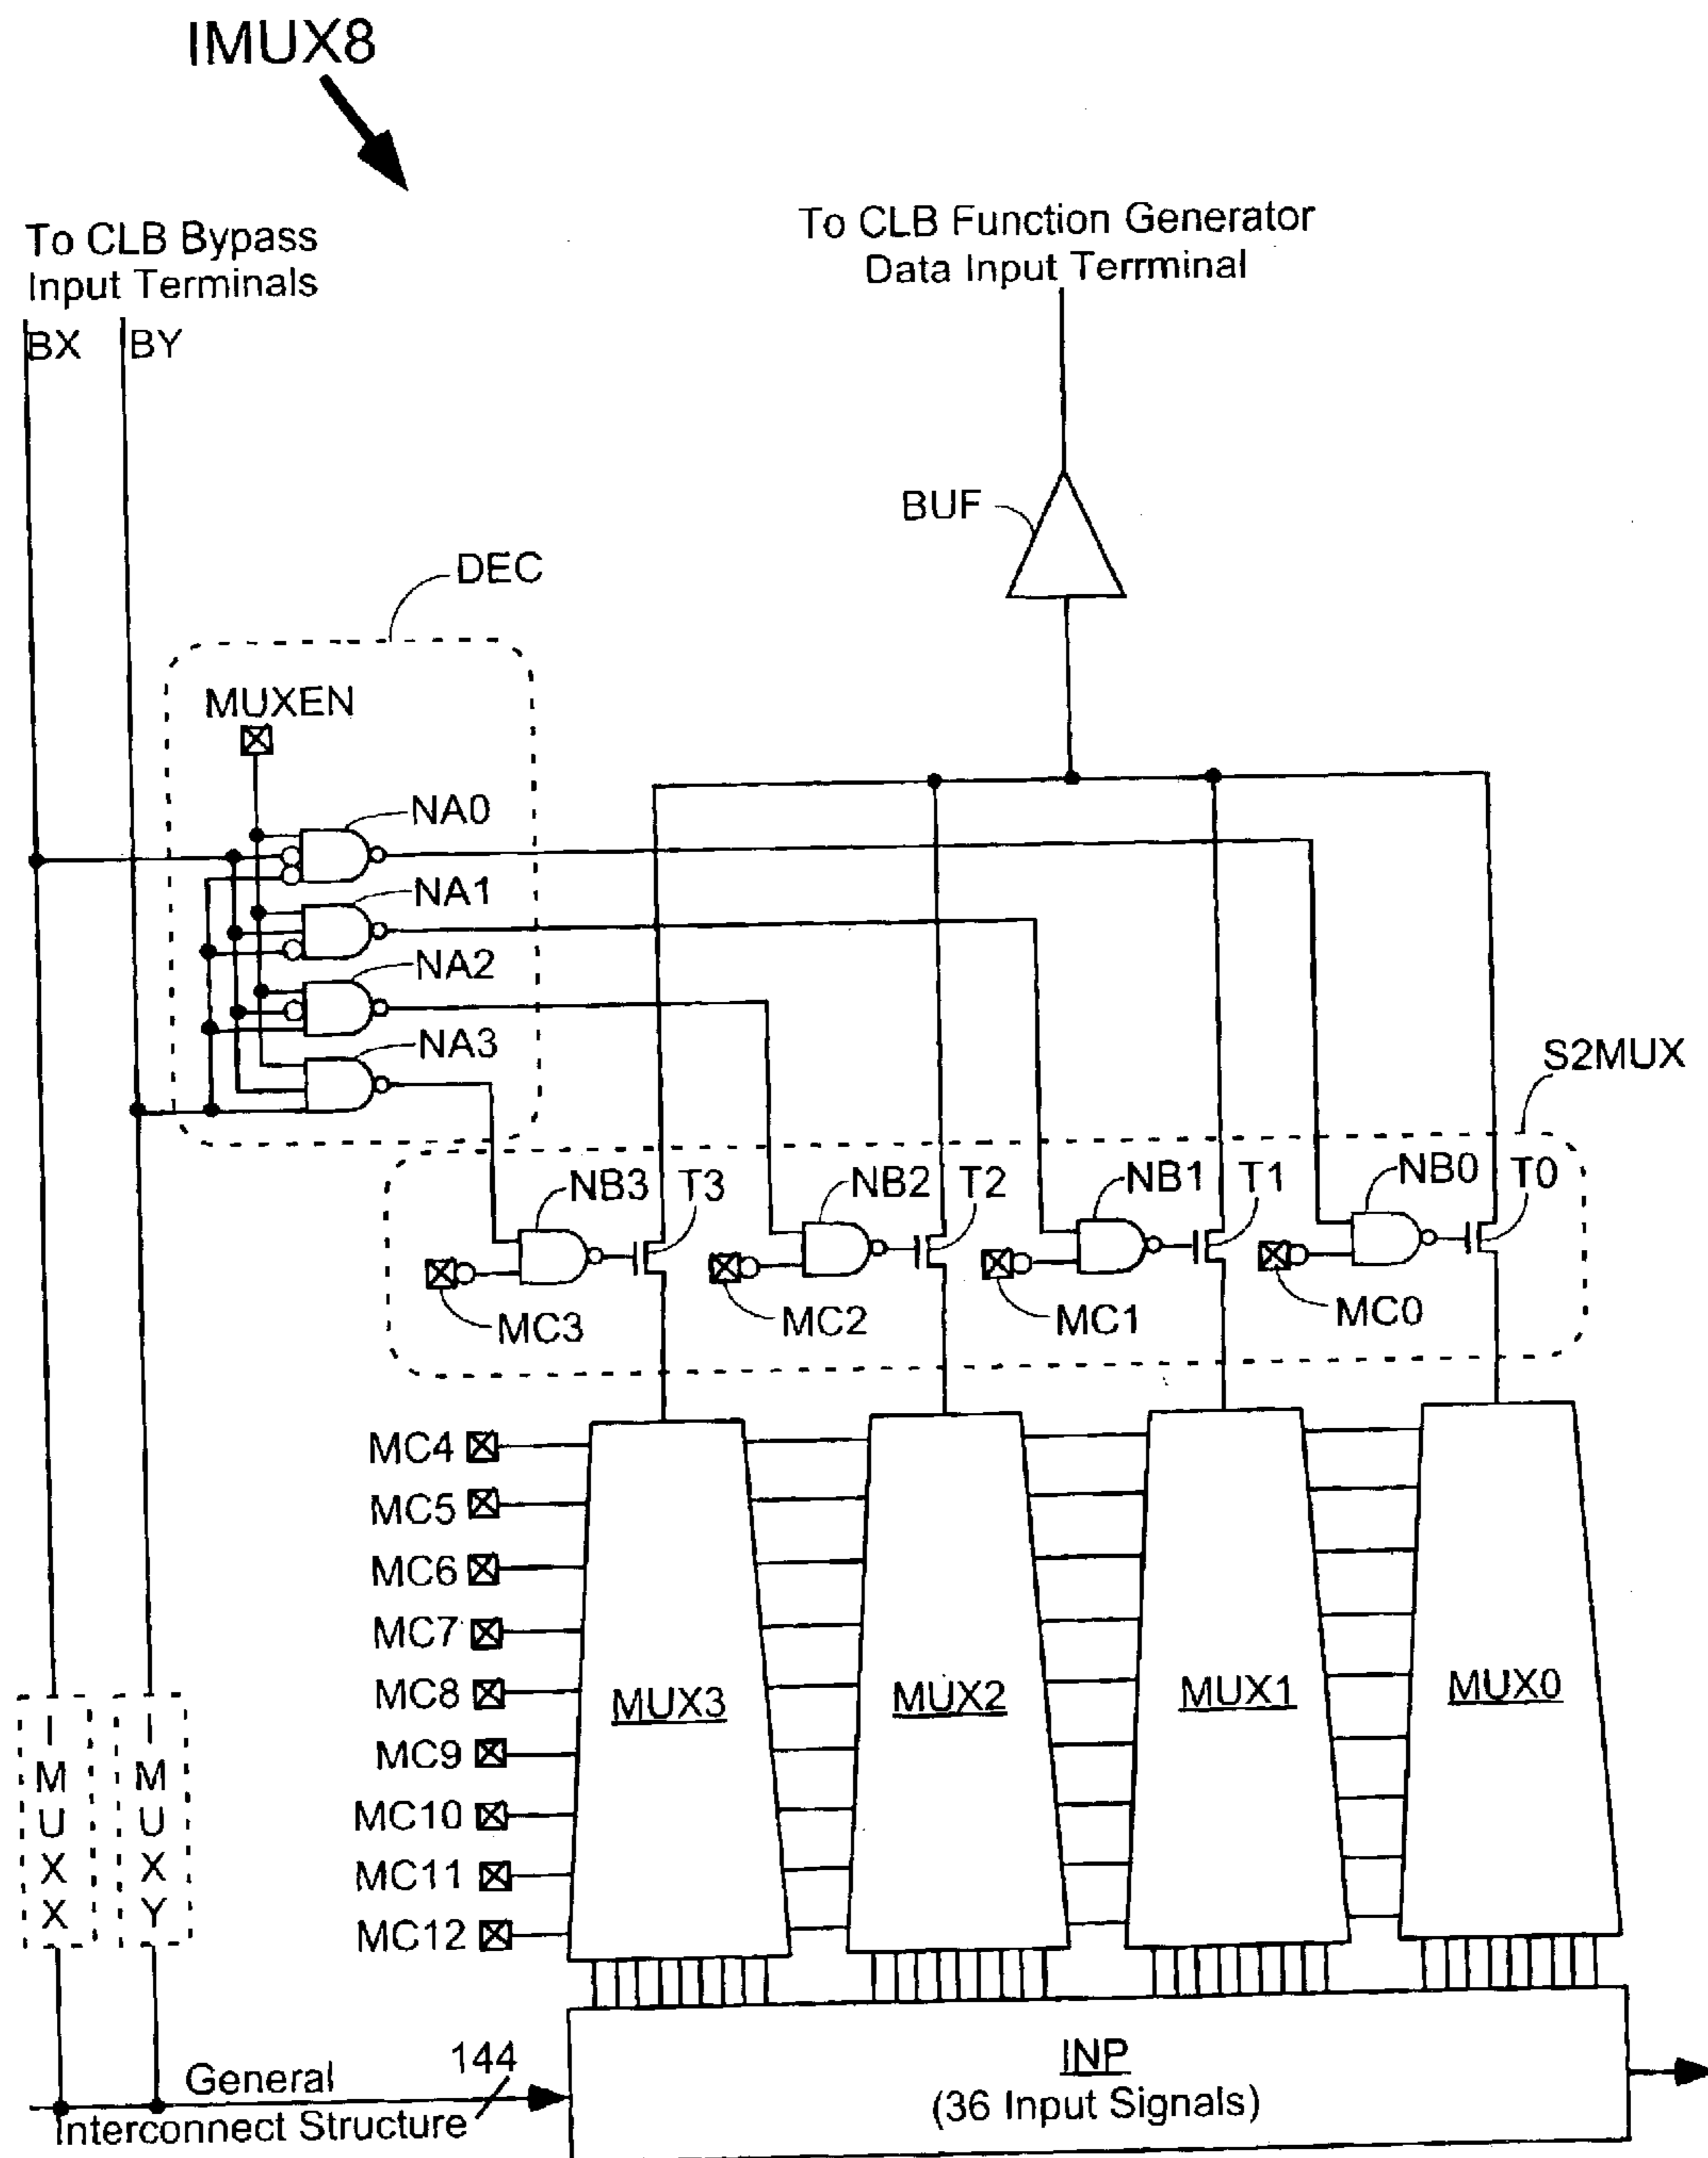 IMUX8
To CLB Bypass
Input Terminals
BX
BY
To CLB Function Generator
Data Input Terrminal
BUF
DEC
MUXEN
NA0
NA1
NA2
NA3
S2MUX
NB3
T3
NB2
T2
NB1
T1
NB0
T0
MC3
MC2
MC1
MC0
MC4
MC5
MC6
MC7
MC8
MC9
MC10
MC11
MC12
MUX3
MUX2
MUX1
MUX0
IMUXX
IMUXY
General
Interconnect Structure
144
INP
(36 Input Signals)